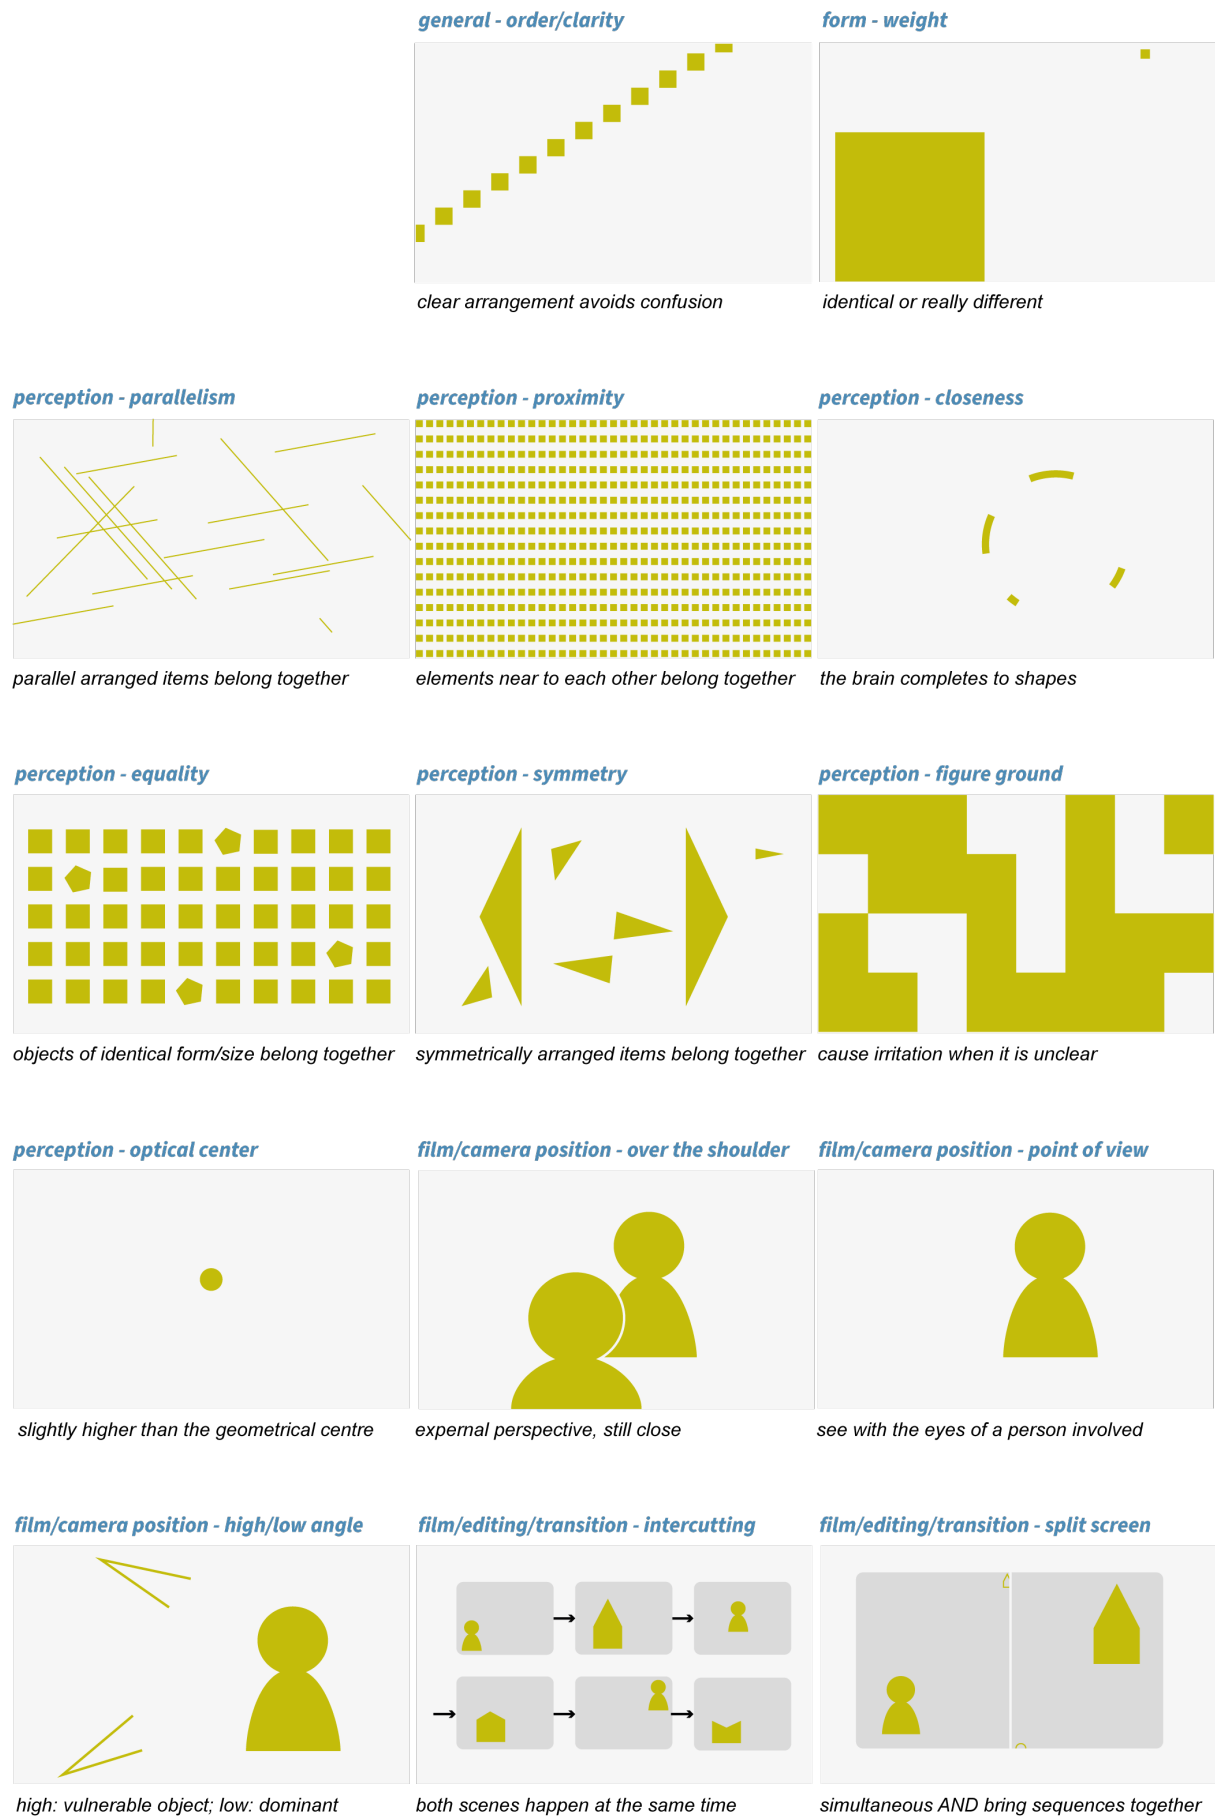 general - order/clarity
form - weight
clear arrangement avoids confusion
identical or really different
perception - parallelism
perception - proximity
perception - closeness
parallel arranged items belong together
elements near to each other belong together
the brain completes to shapes
perception - equality
perception - symmetry
perception - figure ground
objects of identical form/size belong together
symmetrically arranged items belong together
cause irritation when it is unclear
perception - optical center
film/camera position - over the shoulder
film/camera position - point of view
slightly higher than the geometrical centre
expernal perspective, still close
see with the eyes of a person involved
film/camera position - high/low angle
film/editing/transition - intercutting
film/editing/transition - split screen
high: vulnerable object; low: dominant
both scenes happen at the same time
simultaneous AND bring sequences together